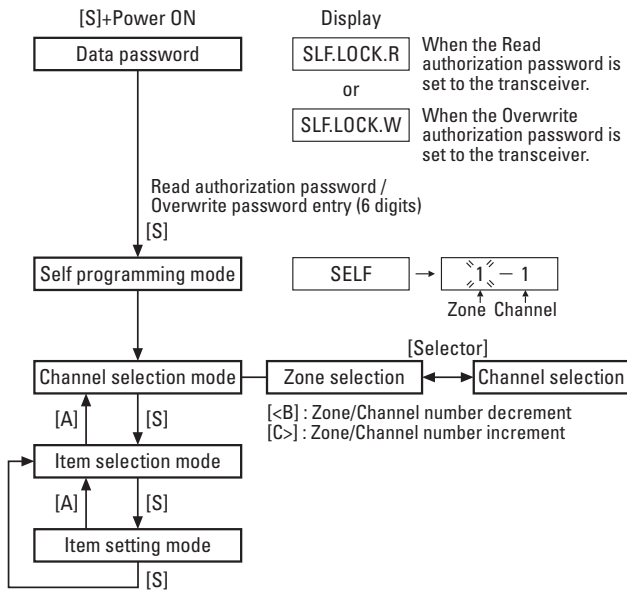 [S]+Power ON
Display
Data password
SLF.LOCK.R
When the Read
authorization password is
set to the transceiver.
or
SLF.LOCK.W
When the Overwrite
authorization password is
set to the transceiver.
Read authorization password /
Overwrite password entry (6 digits)
[S]
Self programming mode
SELF
1 – 1
Zone Channel
[Selector]
Channel selection mode
Zone selection
Channel selection
[<B] : Zone/Channel number decrement
[C>] : Zone/Channel number increment
[A]
[S]
Item selection mode
[A]
[S]
Item setting mode
[S]